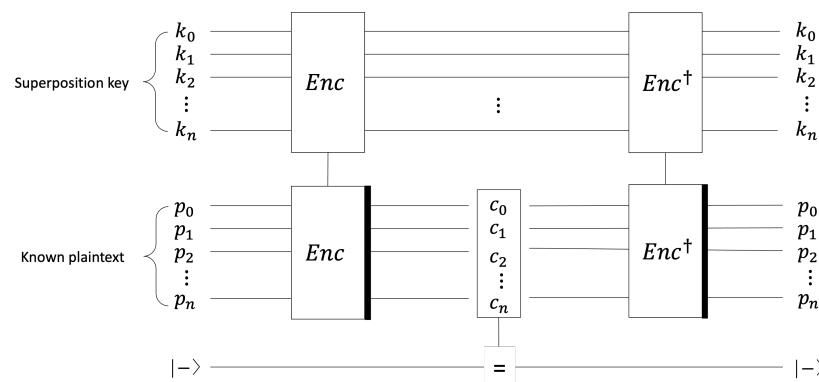 k₀ k₀
k₁ k₁
Superposition key k₂ Enc Enc† k₂
⋮ ⋮ ⋮
kₙ kₙ
p₀ c₀ p₀
p₁ c₁ p₁
Known plaintext p₂ Enc c₂ Enc† p₂
⋮ ⋮ ⋮
pₙ cₙ pₙ
|−⟩ = |−⟩